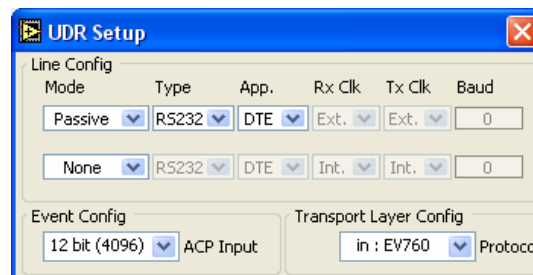 UDR Setup
Line Config
Mode Type App. Rx Clk Tx Clk Baud
Passive RS232 DTE Ext. Ext. 0
None RS232 DTE Int. Int. 0
Event Config Transport Layer Config
12 bit (4096) ACP Input in : EV760 Protoco